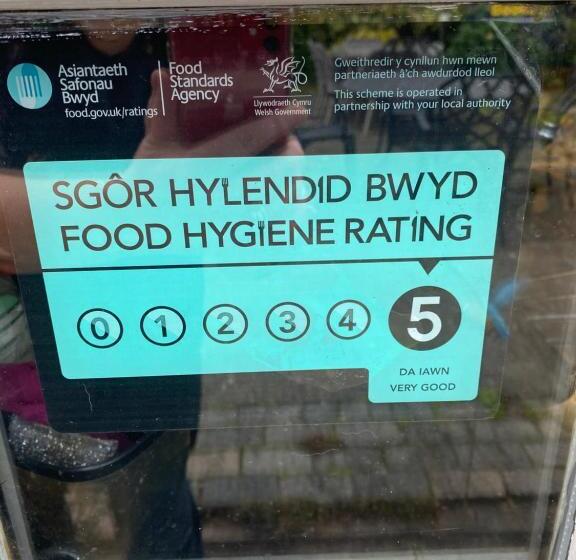 Asiantaeth
Safonau
Bwyd
food.gov.uk/ratings
Food
Standards
Agency
Llywodraeth Cymru
Welsh Government
Gweithredir y cynllun hwn mewn
partneriaeth â'ch awdurdod lleol
This scheme is operated in
partnership with your local authority
SGÔR HYLENDID BWYD
FOOD HYGIENE RATING
0 1 2 3 4 5
DA IAWN
VERY GOOD